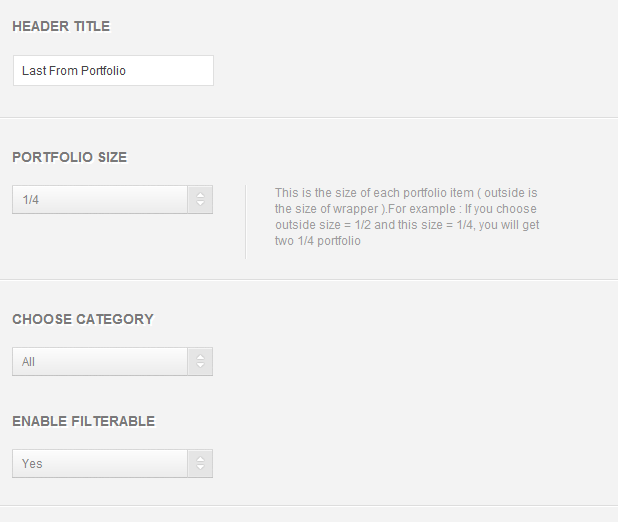 HEADER TITLE
Last From Portfolio
PORTFOLIO SIZE
1/4
This is the size of each portfolio item ( outside is
the size of wrapper ).For example : If you choose
outside size = 1/2 and this size = 1/4, you will get
two 1/4 portfolio
CHOOSE CATEGORY
All
ENABLE FILTERABLE
Yes